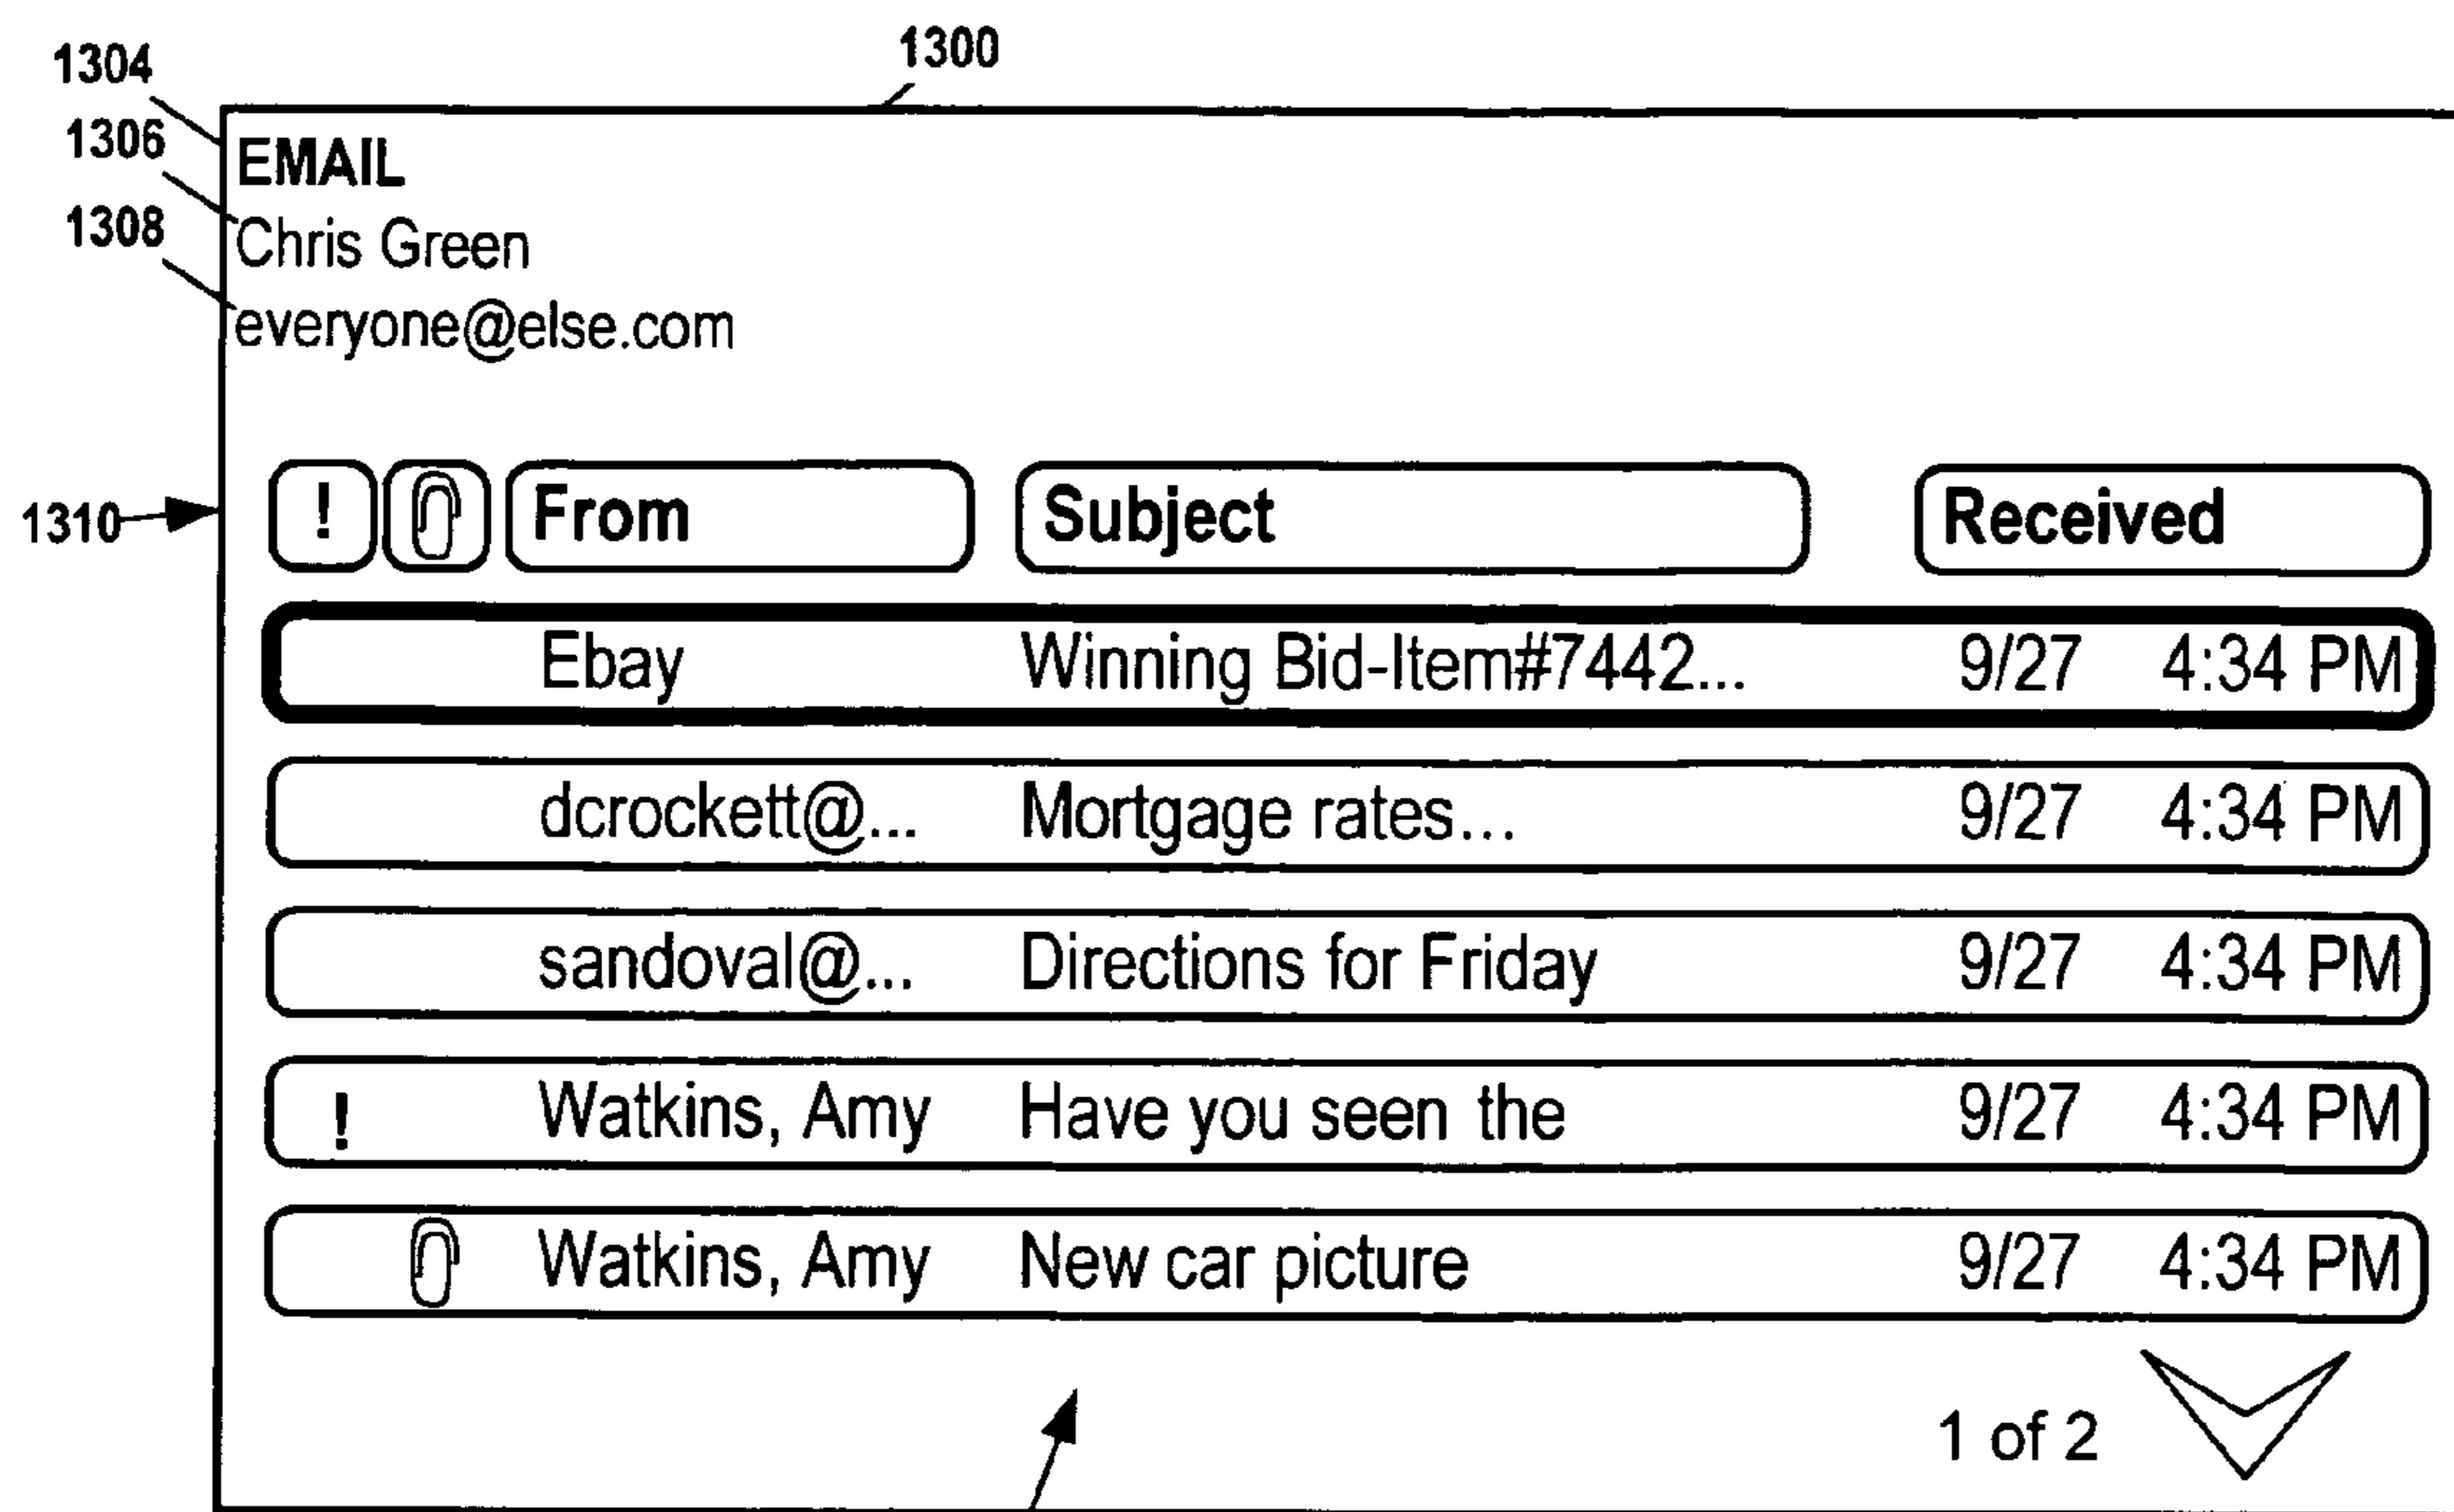 1304
1300
1306
EMAIL
1308
Chris Green
everyone@else.com
1310
! From Subject Received
Ebay Winning Bid-Item#7442... 9/27 4:34 PM
dcrockett@... Mortgage rates... 9/27 4:34 PM
sandoval@... Directions for Friday 9/27 4:34 PM
! Watkins, Amy Have you seen the 9/27 4:34 PM
Watkins, Amy New car picture 9/27 4:34 PM
1 of 2